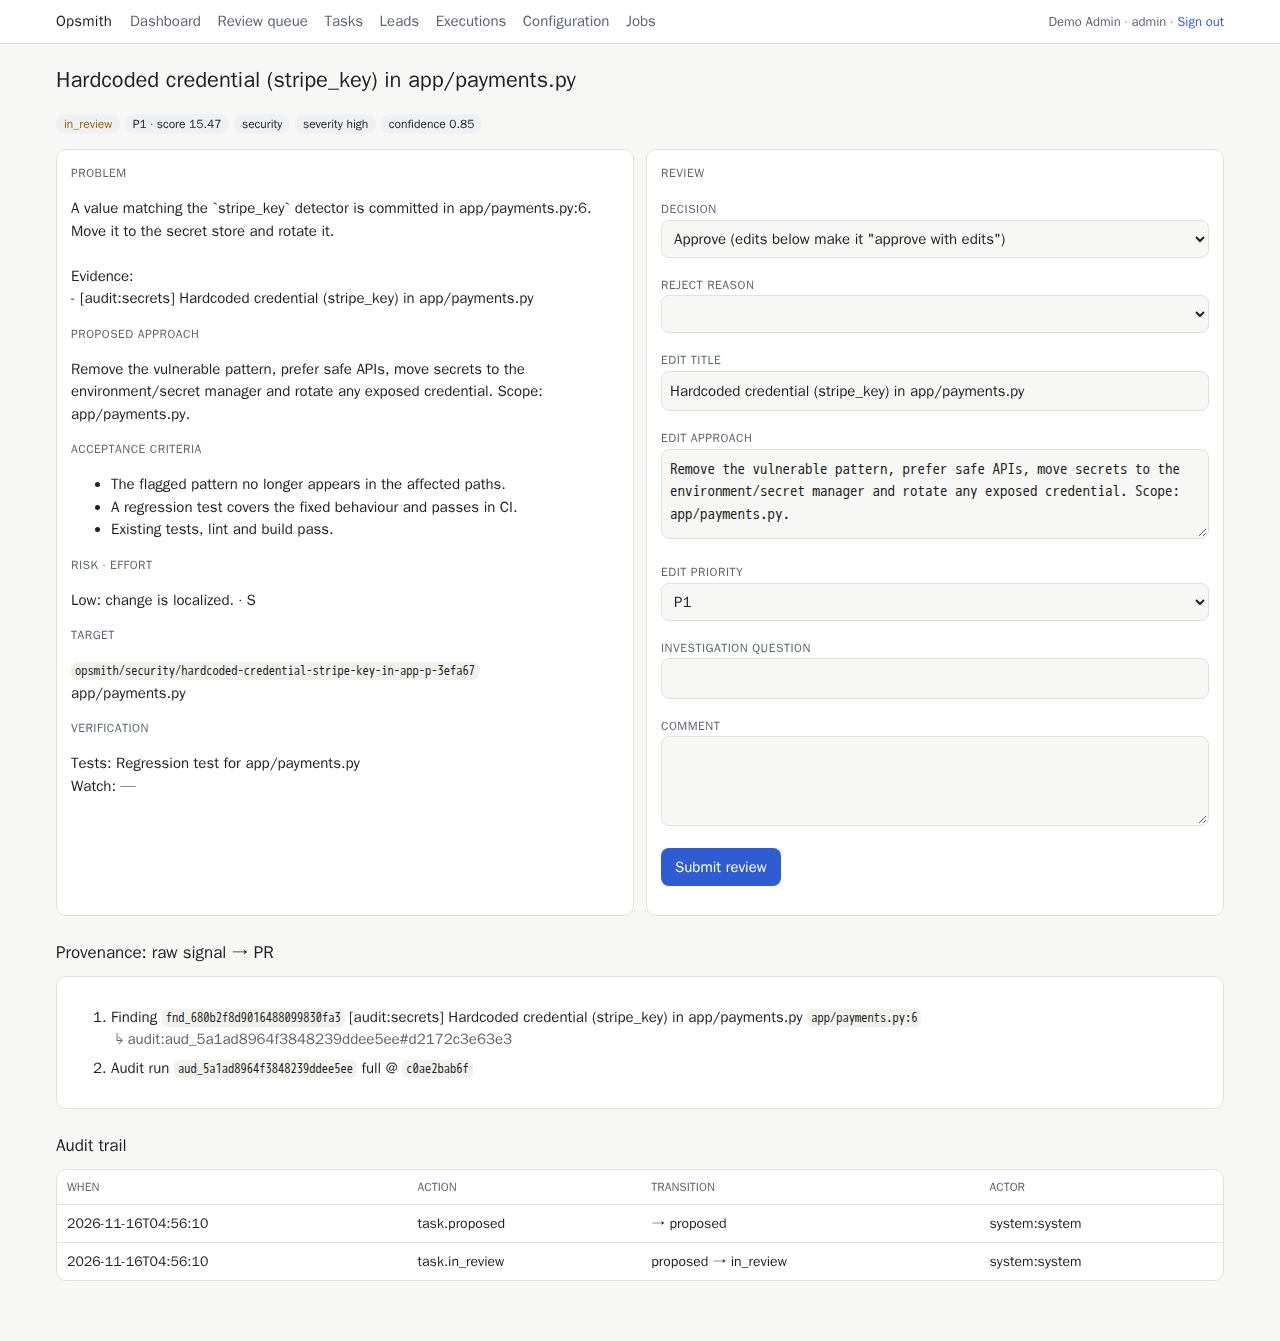 Opsmith Dashboard Review queue Tasks Leads Executions Configuration Jobs Demo Admin · admin · Sign out
Hardcoded credential (stripe_key) in app/payments.py
in_review P1 · score 15.47 security severity high confidence 0.85
PROBLEM
A value matching the `stripe_key` detector is committed in app/payments.py:6.
Move it to the secret store and rotate it.
Evidence:
- [audit:secrets] Hardcoded credential (stripe_key) in app/payments.py
PROPOSED APPROACH
Remove the vulnerable pattern, prefer safe APIs, move secrets to the
environment/secret manager and rotate any exposed credential. Scope:
app/payments.py.
ACCEPTANCE CRITERIA
• The flagged pattern no longer appears in the affected paths.
• A regression test covers the fixed behaviour and passes in CI.
• Existing tests, lint and build pass.
RISK · EFFORT
Low: change is localized. · S
TARGET
opsmith/security/hardcoded-credential-stripe-key-in-app-p-3efa67
app/payments.py
VERIFICATION
Tests: Regression test for app/payments.py
Watch: —
REVIEW
DECISION
Approve (edits below make it "approve with edits")
REJECT REASON
EDIT TITLE
Hardcoded credential (stripe_key) in app/payments.py
EDIT APPROACH
Remove the vulnerable pattern, prefer safe APIs, move secrets to the
environment/secret manager and rotate any exposed credential. Scope:
app/payments.py.
EDIT PRIORITY
P1
INVESTIGATION QUESTION
COMMENT
Submit review
Provenance: raw signal → PR
1. Finding fnd_680b2f8d9016488099830fa3 [audit:secrets] Hardcoded credential (stripe_key) in app/payments.py app/payments.py:6
↳ audit:aud_5a1ad8964f3848239ddee5ee#d2172c3e63e3
2. Audit run aud_5a1ad8964f3848239ddee5ee full @ c0ae2bab6f
Audit trail
WHEN ACTION TRANSITION ACTOR
2026-11-16T04:56:10 task.proposed → proposed system:system
2026-11-16T04:56:10 task.in_review proposed → in_review system:system